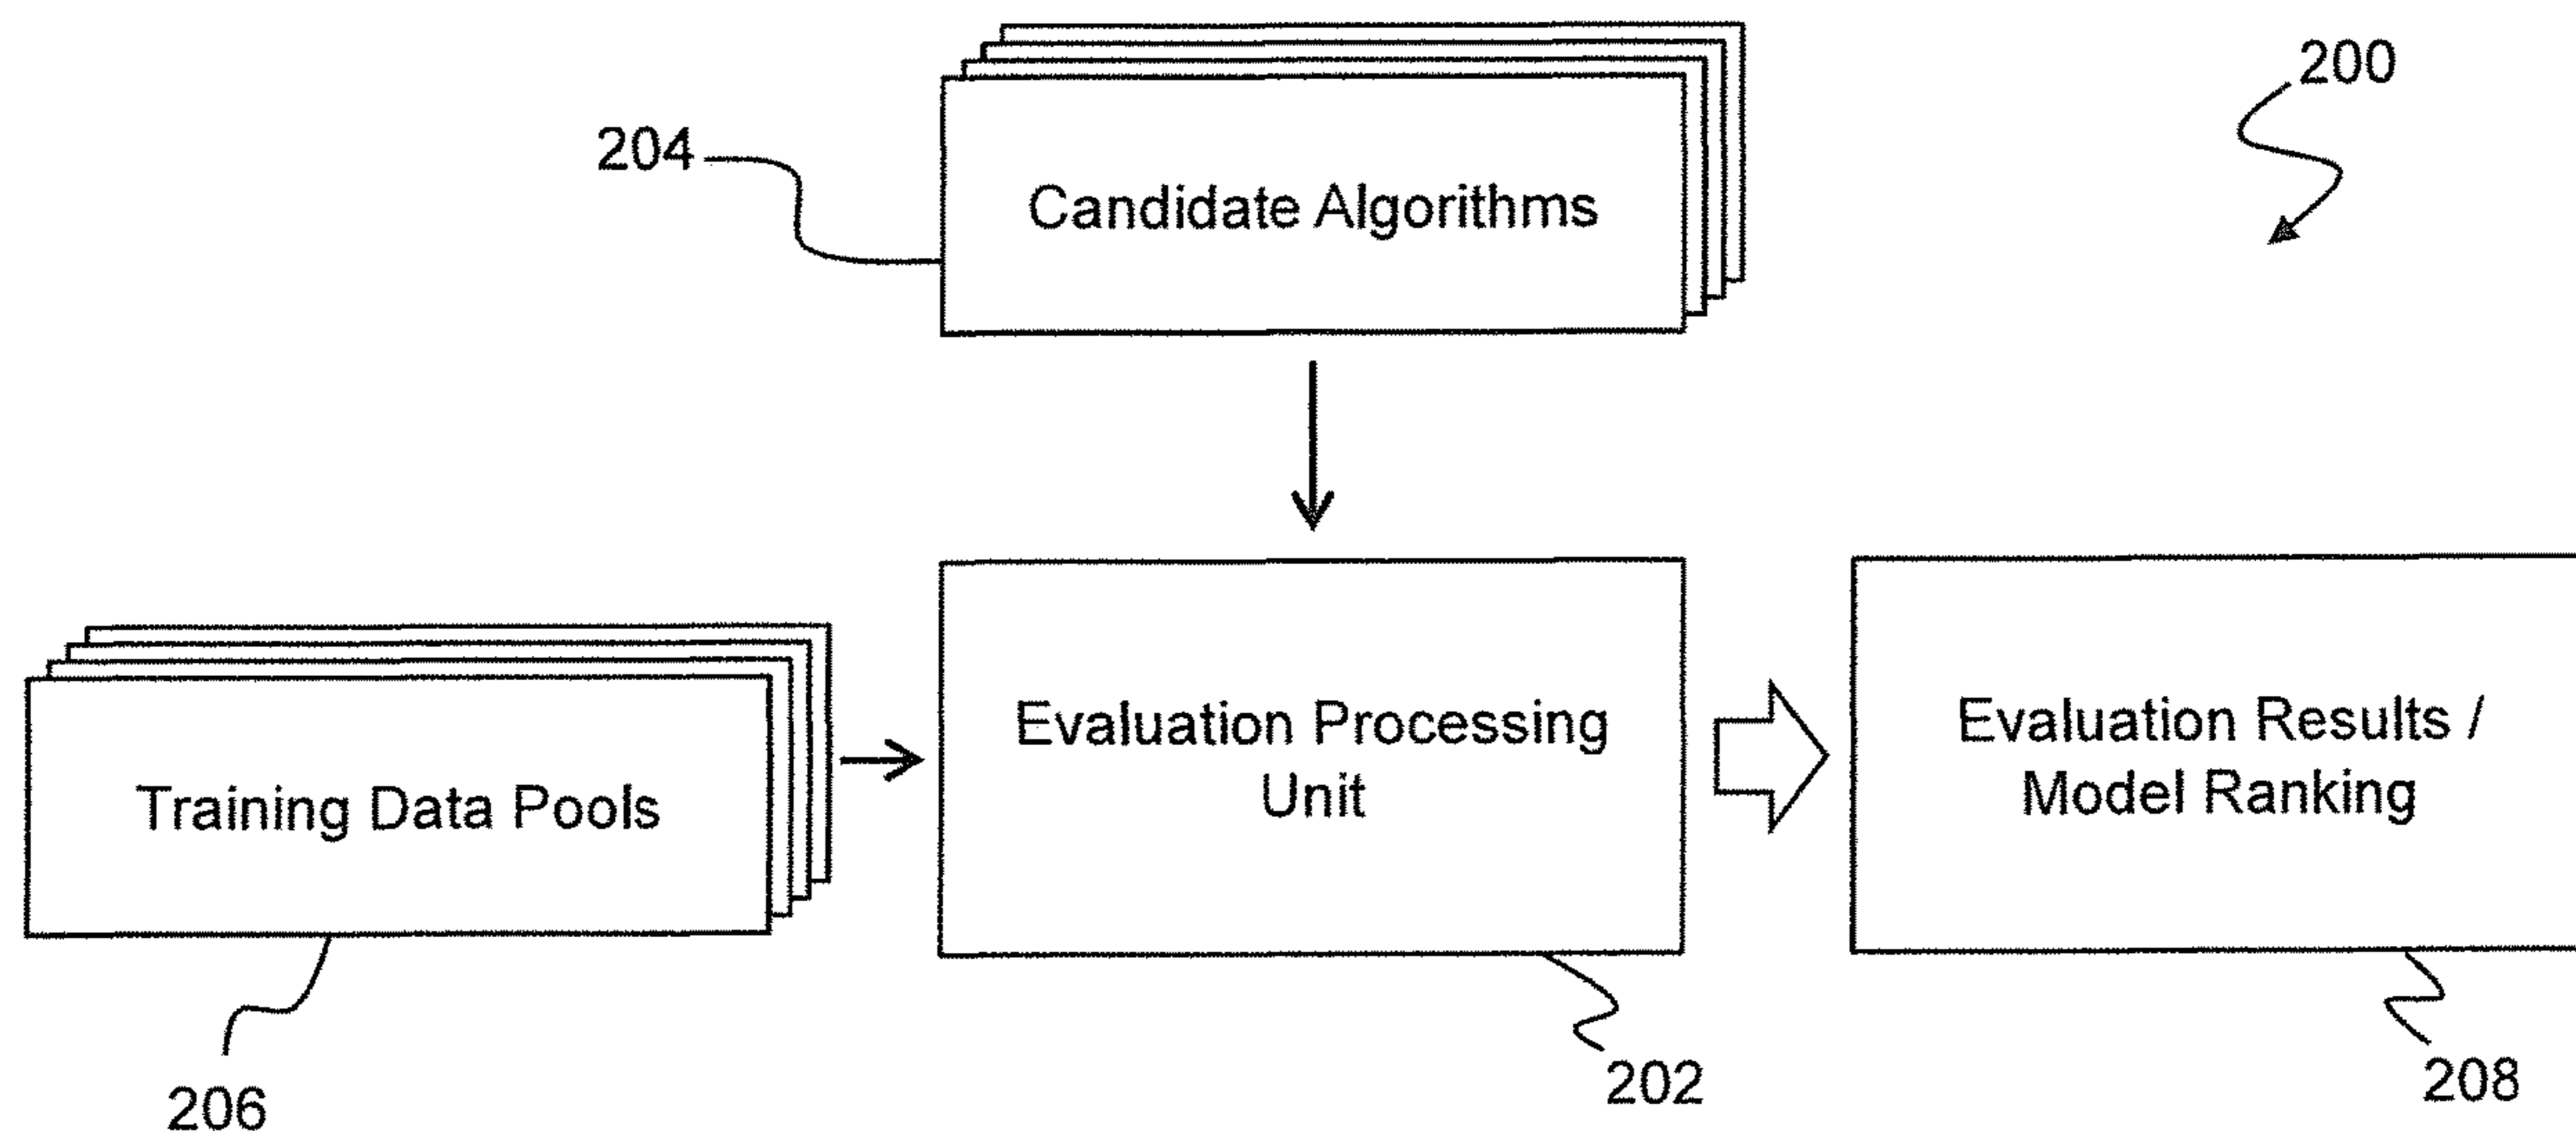 200
204
Candidate Algorithms
Evaluation Processing
Unit
Evaluation Results /
Model Ranking
Training Data Pools
206
202
208